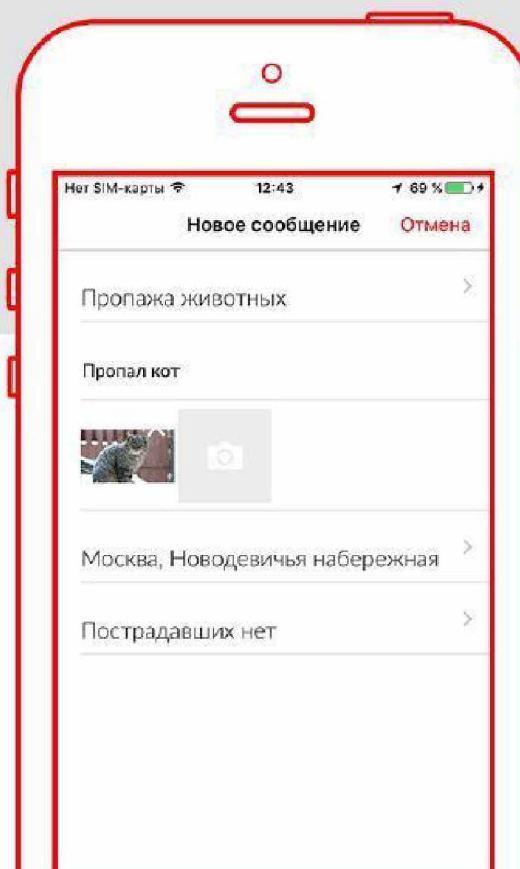 Нет SIM-карты 12:43 69 %
Новое сообщение Отмена
Пропажа животных
Пропал кот
Москва, Новодевичья набережная
Пострадавших нет